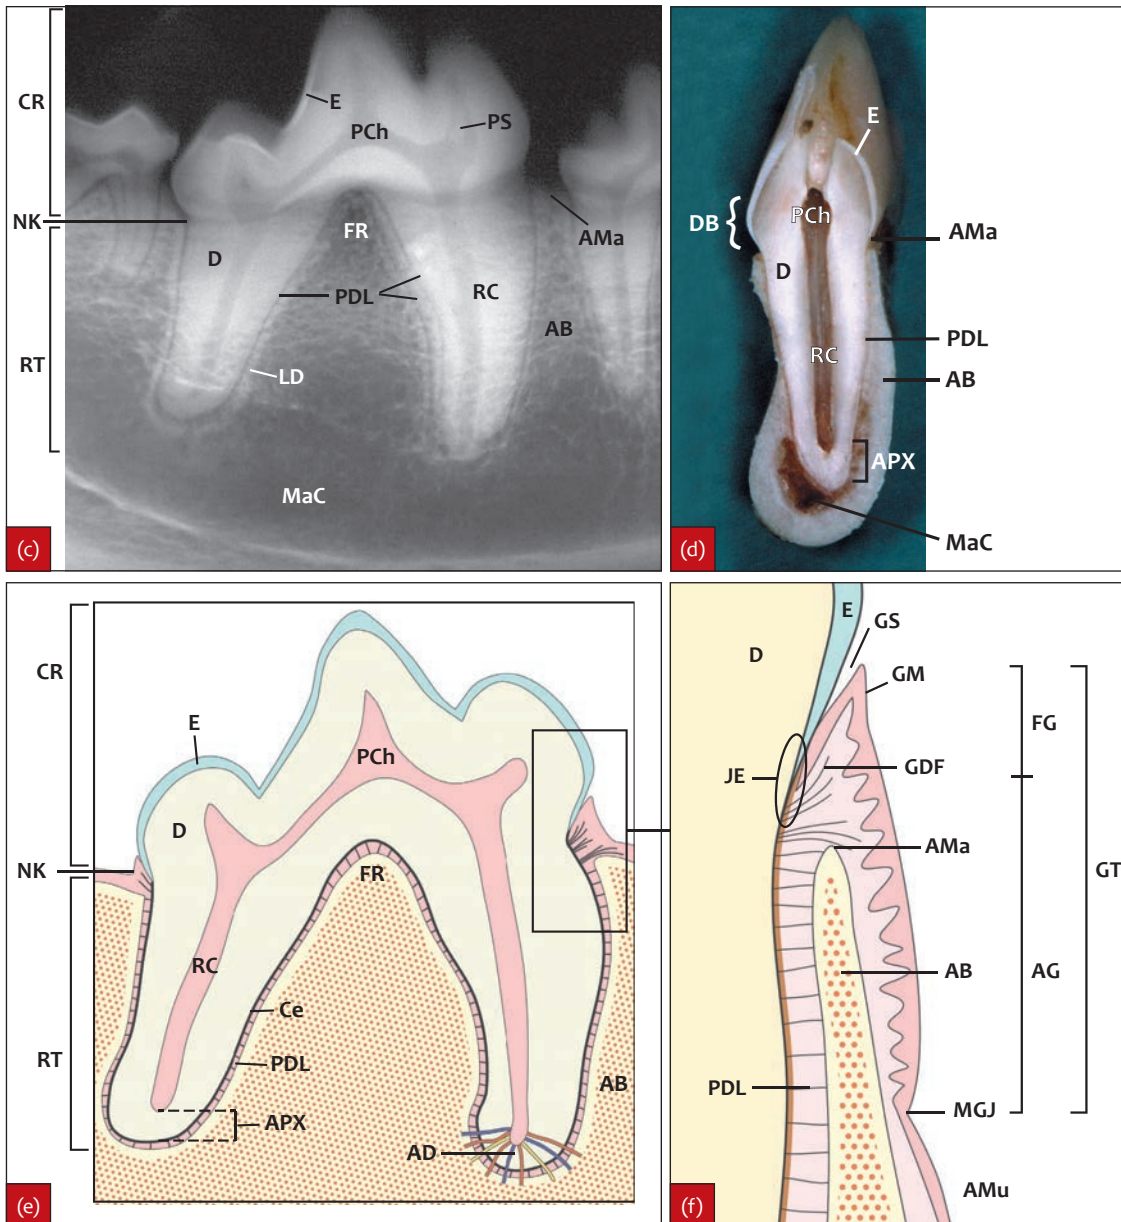 CR
E
PCh
PS
NK
D
FR
AMa
PDL
RC
AB
RT
LD
MaC
(c)
E
DB
PCh
AMa
D
PDL
RC
AB
APX
MaC
(d)
CR
E
PCh
D
NK
FR
RC
Ce
RT
PDL
AB
APX
AD
(e)
E
GS
D
GM
FG
JE
GDF
AMa
GT
AB
AG
PDL
MGJ
AMu
(f)